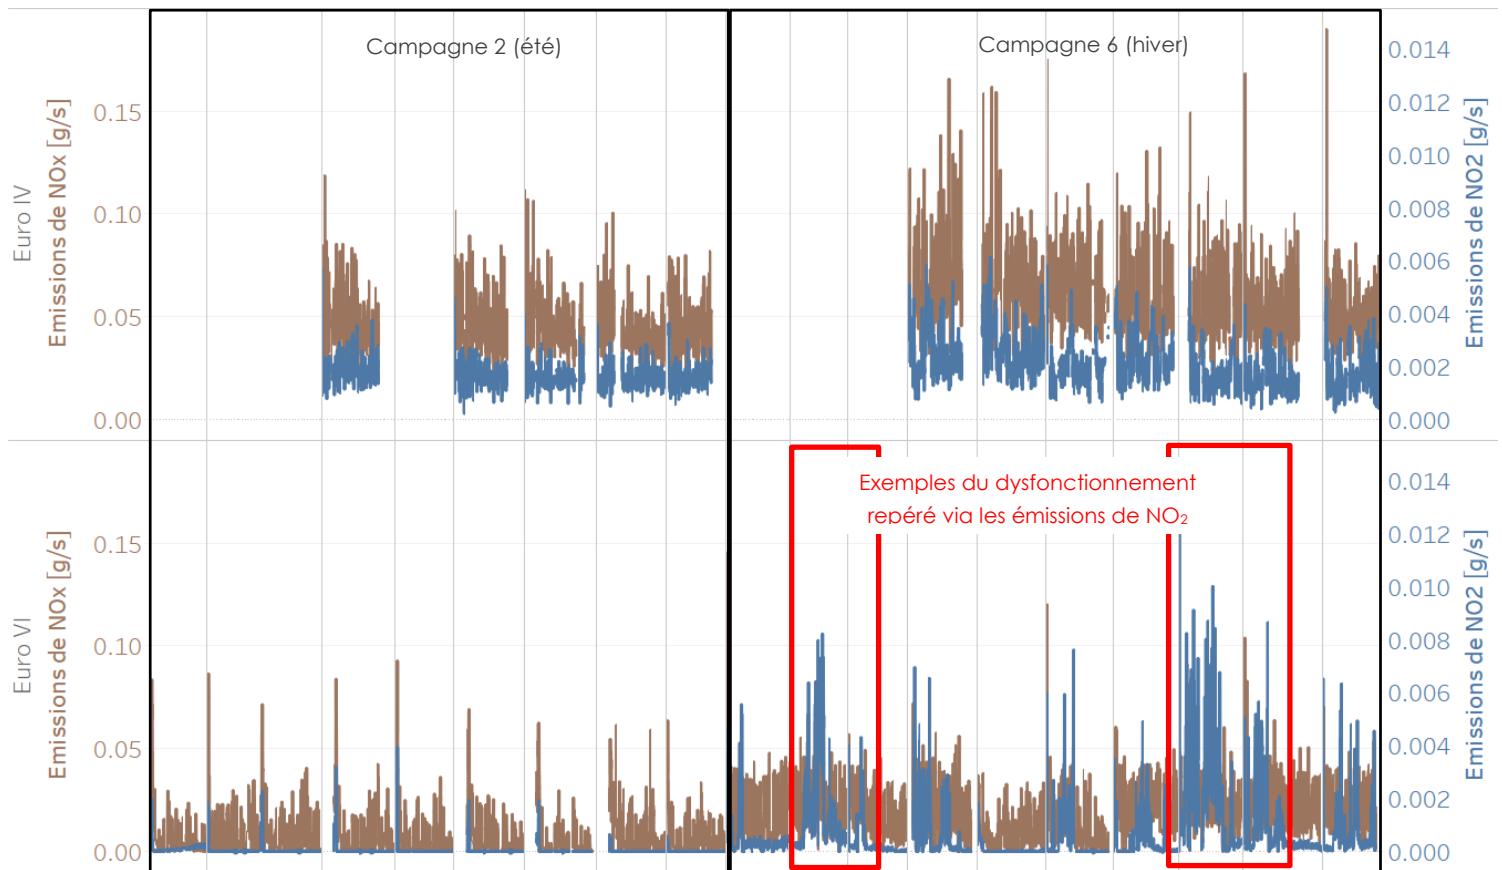 Campagne 2 (été)
Campagne 6 (hiver)
Euro IV
Emissions de NOx [g/s]
0.15
0.10
0.05
0.00
0.014
0.012
0.010
0.008
0.006
0.004
0.002
0.000
Emissions de NO2 [g/s]
Exemples du dysfonctionnement
repéré via les émissions de NO₂
Euro VI
Emissions de NOx [g/s]
0.15
0.10
0.05
0.00
0.014
0.012
0.010
0.008
0.006
0.004
0.002
0.000
Emissions de NO2 [g/s]